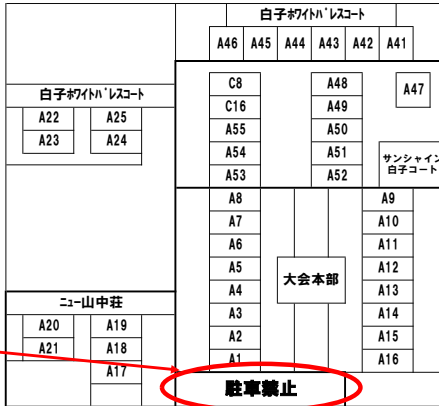 白子ホワイトパレスコート
A46 A45 A44 A43 A42 A41
C8 A48 A47
白子ホワイトパレスコート
C16 A49
A22 A25
A55 A50
A23 A24
A54 A51
サンシャイン
白子コート
A53 A52
A8 A9
A7 A10
A6 A11
A5 A12
大会本部
A4 A13
ニュー山中荘
A3 A14
A20 A19
A2 A15
A21 A18
A1 A16
A17
駐車禁止